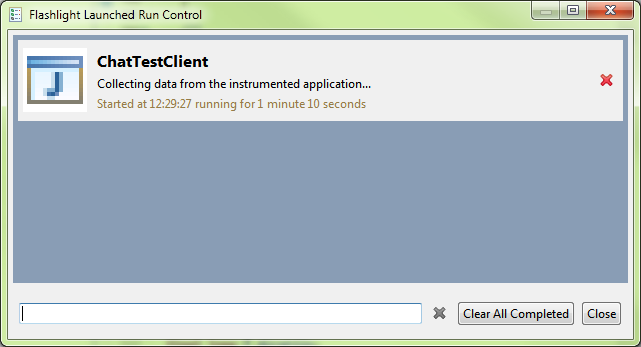 Flashlight Launched Run Control
ChatTestClient
Collecting data from the instrumented application...
Started at 12:29:27 running for 1 minute 10 seconds
Clear All Completed
Close